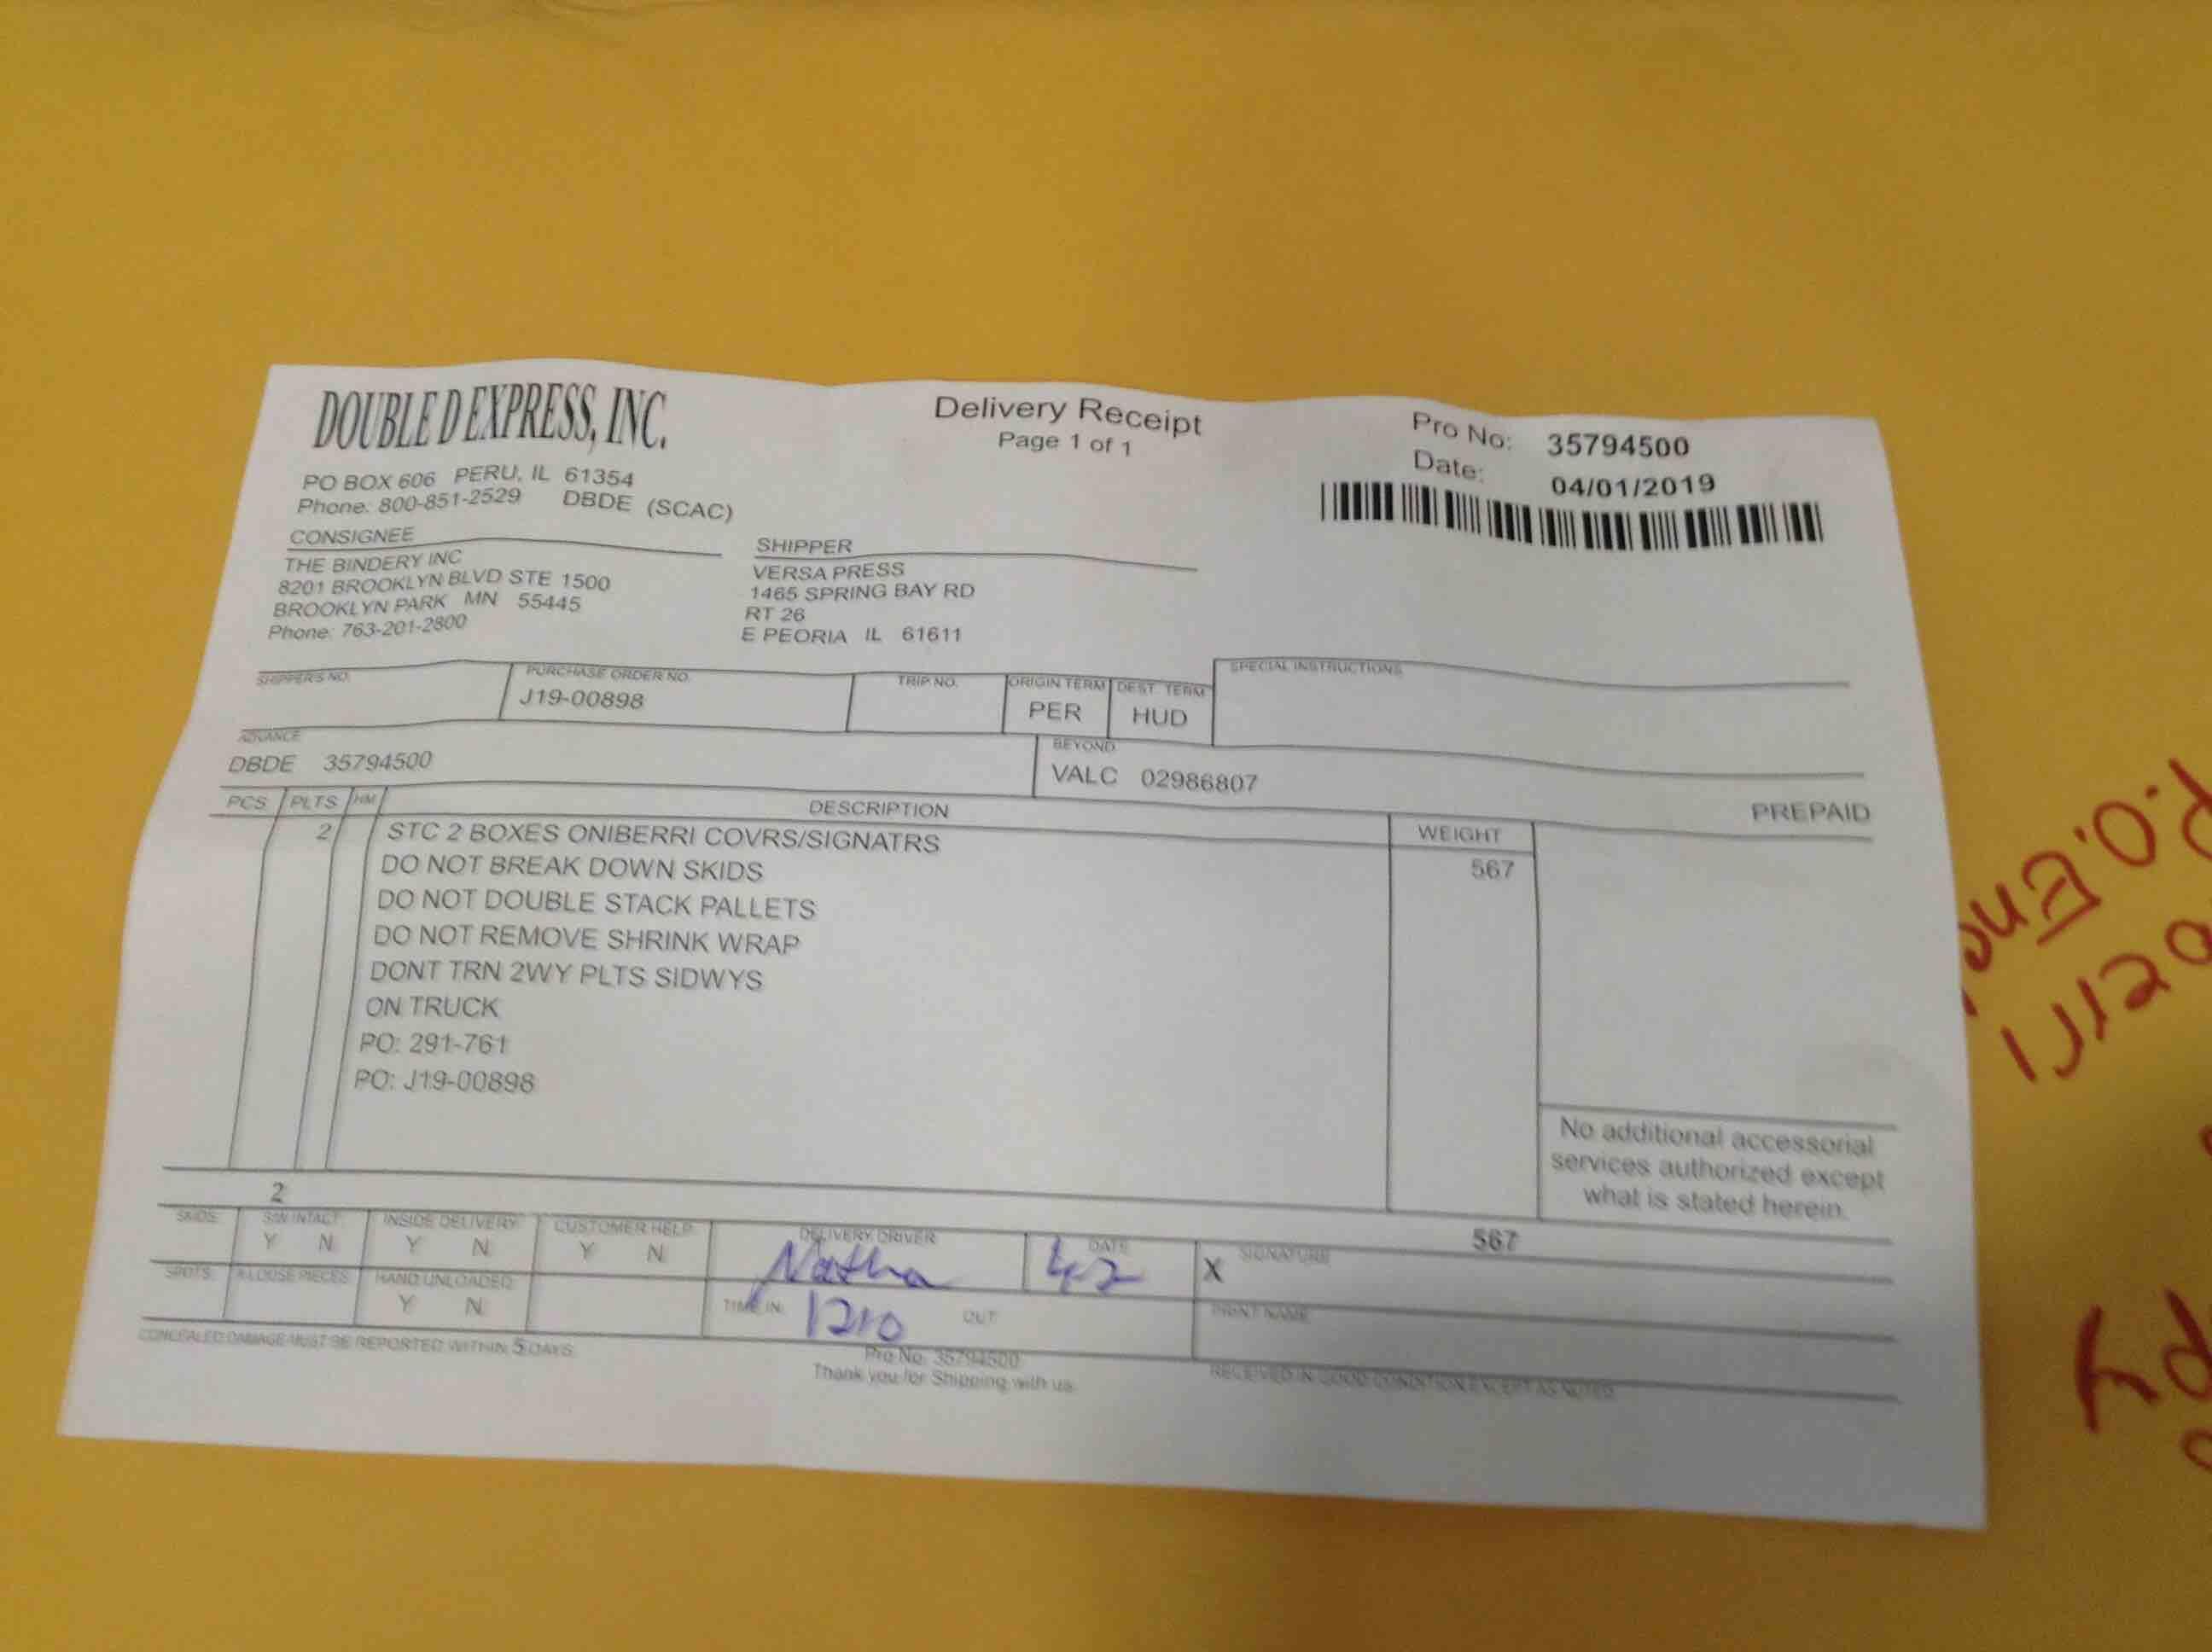 DOUBLE D EXPRESS, INC.
PO BOX 606 PERU, IL 61354
Phone: 800-851-2529 DBDE (SCAC)
Delivery Receipt
Page 1 of 1
Pro No: 35794500
Date: 04/01/2019
CONSIGNEE
THE BINDERY INC
8201 BROOKLYN BLVD STE 1500
BROOKLYN PARK MN 55445
Phone: 763-201-2800
SHIPPER
VERSA PRESS
1465 SPRING BAY RD
RT 26
E PEORIA IL 61611
SHIPPER'S NO. PURCHASE ORDER NO. TRIP NO. ORIGIN TERM DEST. TERM SPECIAL INSTRUCTIONS
J19-00898 PER HUD
ADVANCE BEYOND
DBDE 35794500 VALC 02986807
PCS PLTS HM DESCRIPTION WEIGHT PREPAID
2 STC 2 BOXES ONIBERRI COVRS/SIGNATRS 567
DO NOT BREAK DOWN SKIDS
DO NOT DOUBLE STACK PALLETS
DO NOT REMOVE SHRINK WRAP
DONT TRN 2WY PLTS SIDWYS
ON TRUCK
PO: 291-761
PO: J19-00898
No additional accessorial
services authorized except
what is stated herein.
2 567
SKIDS S/W INTACT INSIDE DELIVERY CUSTOMER HELP DELIVERY DRIVER DATE SIGNATURE
Y N Y N Y N Natha 4-2 X
SPOTS # LOOSE PIECES HAND UNLOADED TIME IN: 1210 OUT PRINT NAME
Y N
CONCEALED DAMAGE MUST BE REPORTED WITHIN 5 DAYS
Pro No: 35794500
Thank you for Shipping with us
RECIEVED IN GOOD CONDITION EXCEPT AS NOTED